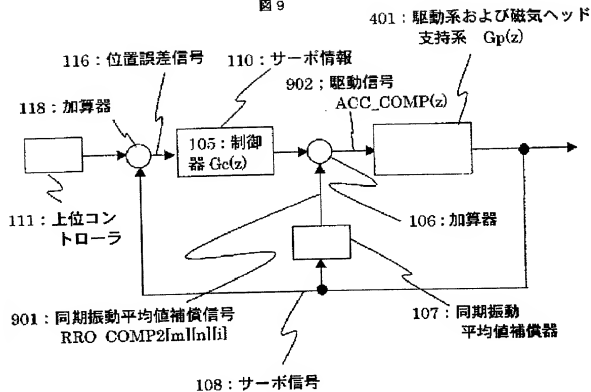 図9
401：駆動系および磁気ヘッド
支持系 Gp(z)
116：位置誤差信号
110：サーボ情報
902；駆動信号
ACC_COMP(z)
118：加算器
105：制御
器 Gc(z)
111：上位コン
トローラ
106：加算器
901：同期振動平均値補償信号
RRO_COMP2[m][n][i]
107：同期振動
平均値補償器
108：サーボ信号